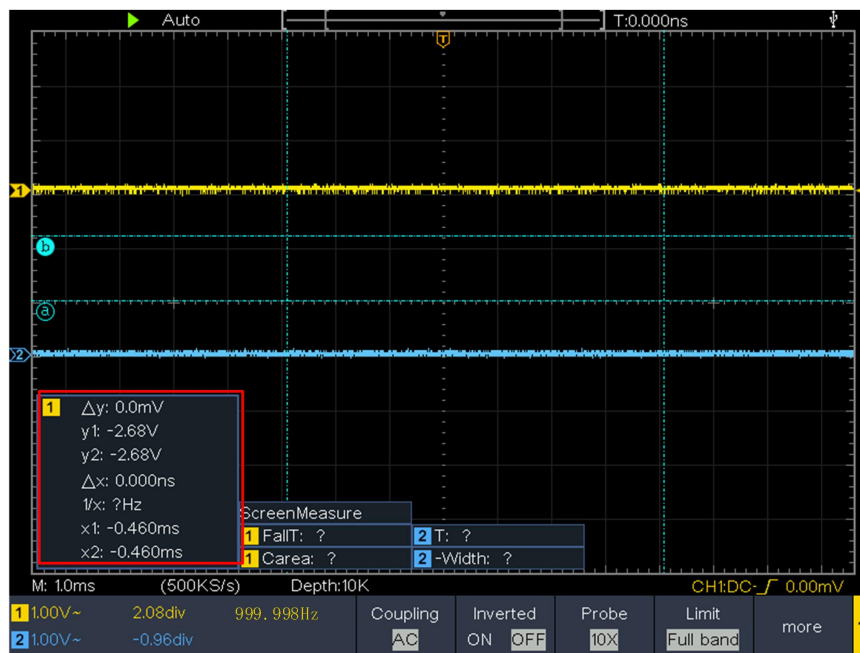 Auto T:0.000ns
T
1
b
a
2
1 △y: 0.0mV
y1: -2.68V
y2: -2.68V
△x: 0.000ns
1/x: ?Hz
x1: -0.460ms
x2: -0.460ms
ScreenMeasure
1 FallT: ? 2 T: ?
1 Carea: ? 2 -Width: ?
M: 1.0ms (500KS/s) Depth:10K CH1:DC- 0.00mV
1 1.00V~ 2.08div 999.998Hz
2 1.00V~ -0.96div
Coupling Inverted Probe Limit more
AC ON OFF 10X Full band